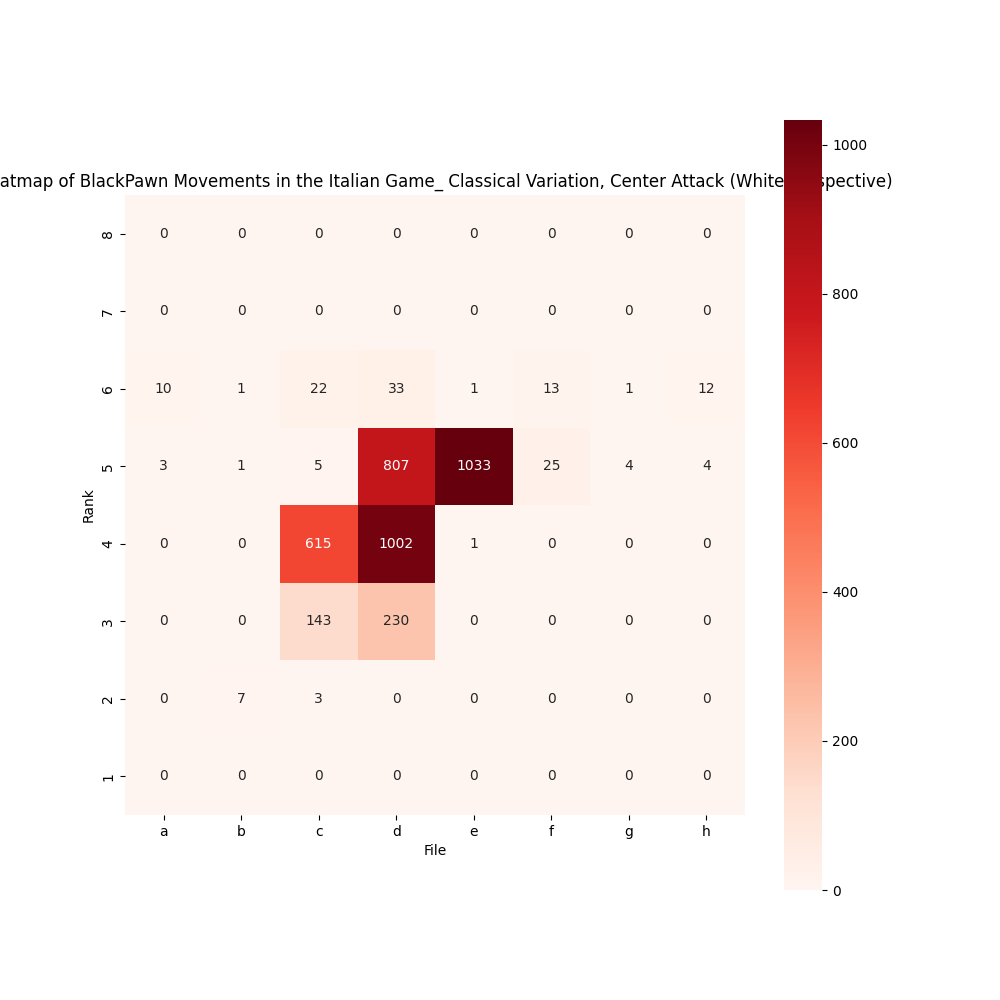 atmap of BlackPawn Movements in the Italian Game_ Classical Variation, Center Attack (White spective)
8 0 0 0 0 0 0 0 0
7 0 0 0 0 0 0 0 0
6 10 1 22 33 1 13 1 12
5 3 1 5 807 1033 25 4 4
Rank
4 0 0 615 1002 1 0 0 0
3 0 0 143 230 0 0 0 0
2 0 7 3 0 0 0 0 0
1 0 0 0 0 0 0 0 0
a b c d e f g h
File
1000
800
600
400
200
0